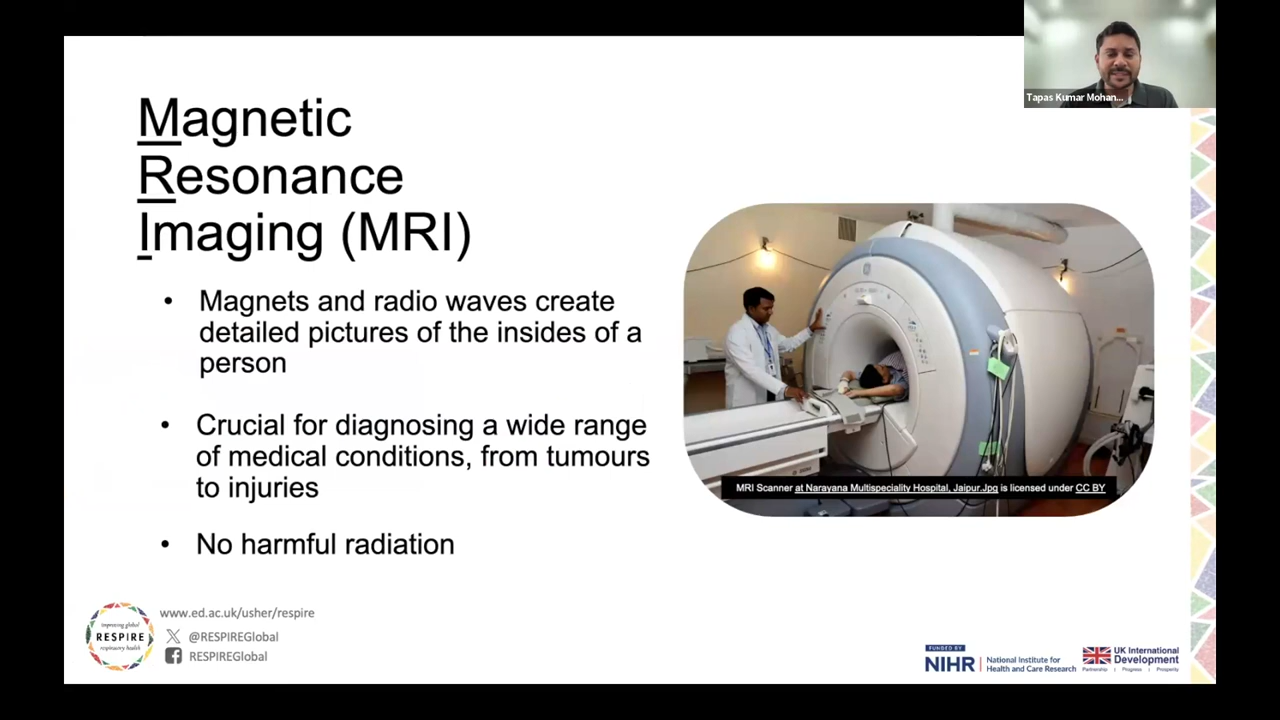 Tapas Kumar Mohan...
Magnetic
Resonance
Imaging (MRI)
• Magnets and radio waves create
detailed pictures of the insides of a
person
• Crucial for diagnosing a wide range
of medical conditions, from tumours
to injuries
• No harmful radiation
MRI Scanner at Narayana Multispeciality Hospital, Jaipur.Jpg is licensed under CC BY
improving global
RESPIRE
respiratory health
www.ed.ac.uk/usher/respire
@RESPIREGlobal
RESPIREGlobal
FUNDED BY
NIHR | National Institute for
Health and Care Research
UK International
Development
Partnership | Progress | Prosperity